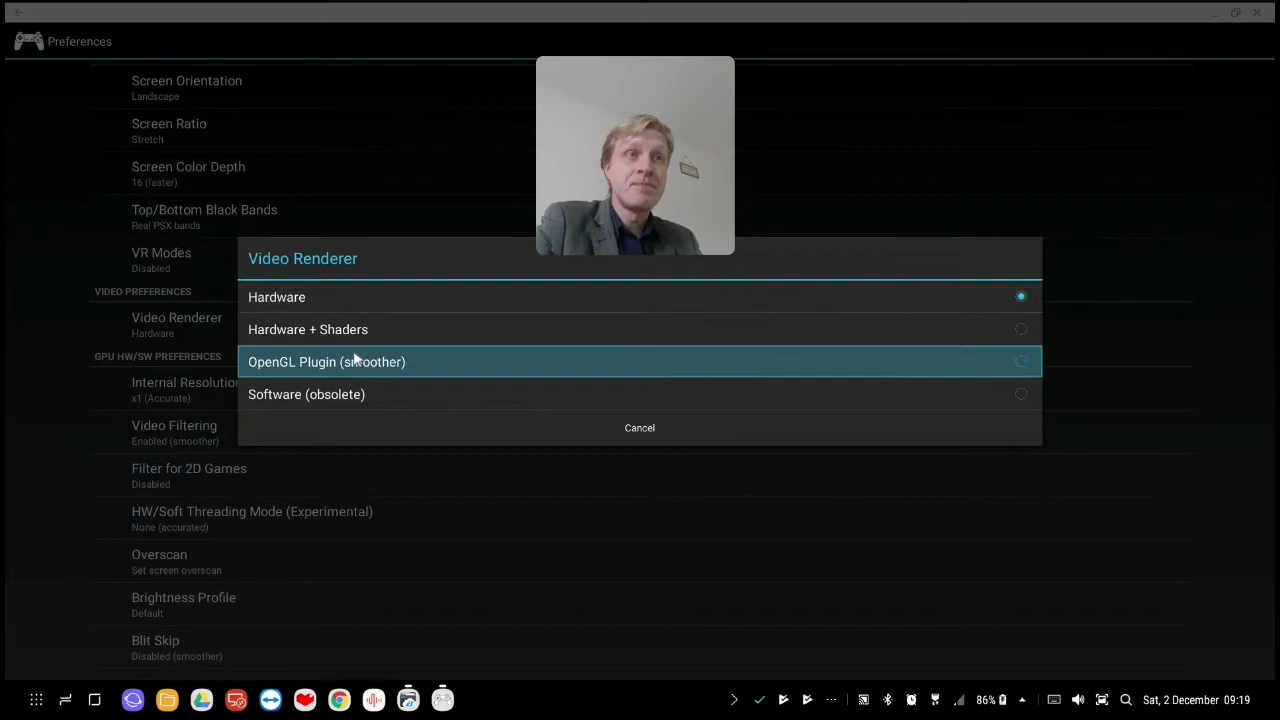 Preferences
Screen Orientation
Landscape
Screen Ratio
Stretch
Screen Color Depth
16 (faster)
Top/Bottom Black Bands
Real PSX bands
VR Modes
Disabled
VIDEO PREFERENCES
Video Renderer
Hardware
GPU HW/SW PREFERENCES
Internal Resolution
x1 (Accurate)
Video Filtering
Enabled (smoother)
Filter for 2D Games
Disabled
HW/Soft Threading Mode (Experimental)
None (accurated)
Overscan
Set screen overscan
Brightness Profile
Default
Blit Skip
Disabled (smoother)
Video Renderer
Hardware
Hardware + Shaders
OpenGL Plugin (smoother)
Software (obsolete)
Cancel
86%
Sat, 2 December 09:19